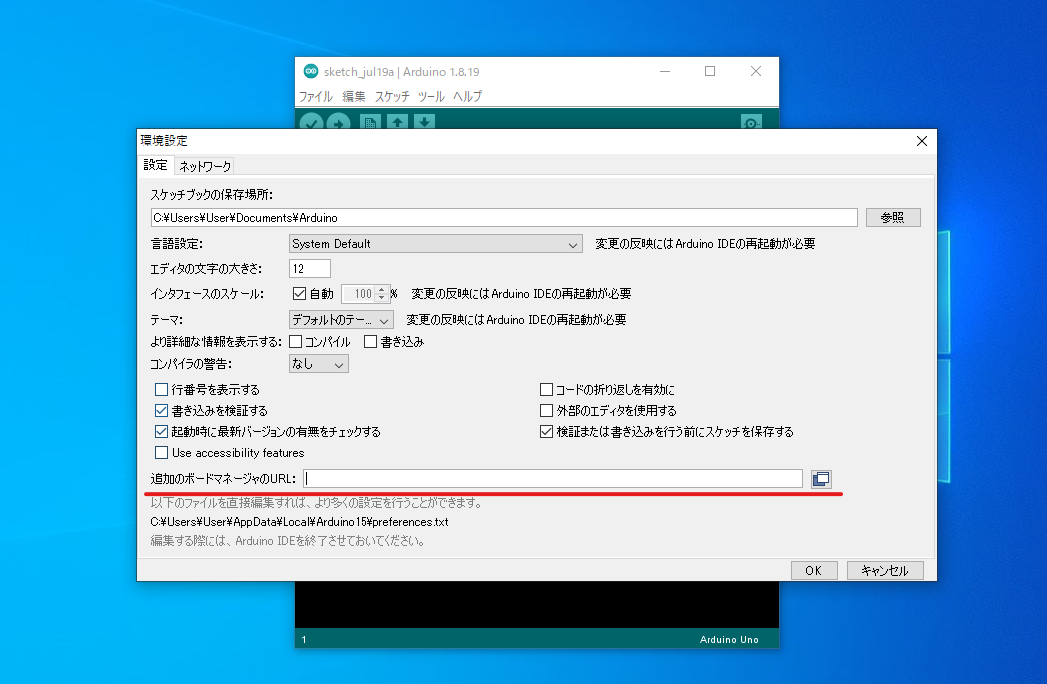 sketch_jul19a | Arduino 1.8.19
ファイル 編集 スケッチ ツール ヘルプ
環境設定
設定 ネットワーク
スケッチブックの保存場所:
C:¥Users¥User¥Documents¥Arduino 参照
言語設定: System Default 変更の反映にはArduino IDEの再起動が必要
エディタの文字の大きさ: 12
インタフェースのスケール: 自動 100 % 変更の反映にはArduino IDEの再起動が必要
テーマ: デフォルトのテー... 変更の反映にはArduino IDEの再起動が必要
より詳細な情報を表示する: コンパイル 書き込み
コンパイラの警告: なし
行番号を表示する コードの折り返しを有効に
書き込みを検証する 外部のエディタを使用する
起動時に最新バージョンの有無をチェックする 検証または書き込みを行う前にスケッチを保存する
Use accessibility features
追加のボードマネージャのURL:
以下のファイルを直接編集すれば、より多くの設定を行うことができます。
C:¥Users¥User¥AppData¥Local¥Arduino15¥preferences.txt
編集する際には、Arduino IDEを終了させておいてください。
OK キャンセル
1 Arduino Uno